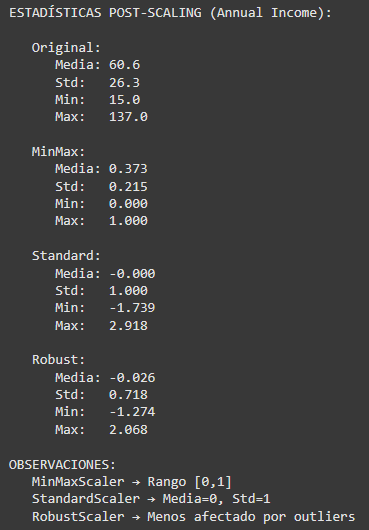 ESTADÍSTICAS POST-SCALING (Annual Income):
Original:
Media: 60.6
Std: 26.3
Min: 15.0
Max: 137.0
MinMax:
Media: 0.373
Std: 0.215
Min: 0.000
Max: 1.000
Standard:
Media: -0.000
Std: 1.000
Min: -1.739
Max: 2.918
Robust:
Media: -0.026
Std: 0.718
Min: -1.274
Max: 2.068
OBSERVACIONES:
MinMaxScaler → Rango [0,1]
StandardScaler → Media=0, Std=1
RobustScaler → Menos afectado por outliers